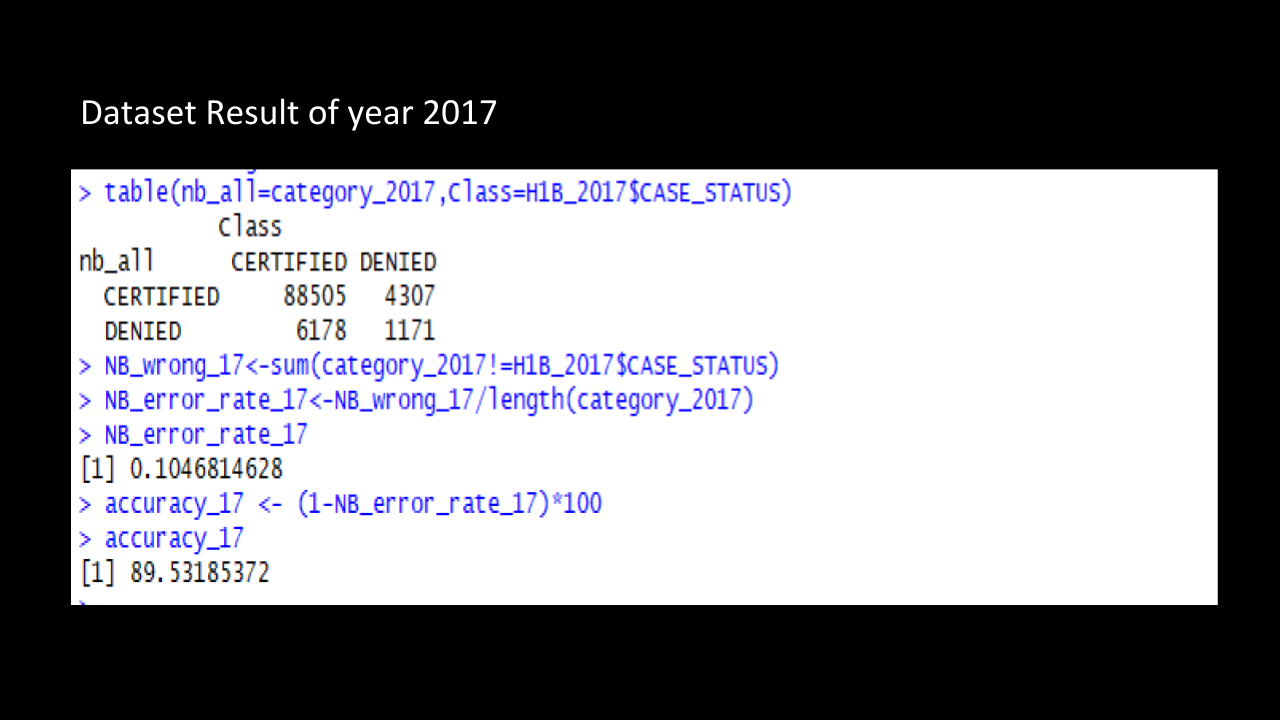 Dataset Result of year 2017
> table(nb_all=category_2017,Class=H1B_2017$CASE_STATUS)
Class
nb_all CERTIFIED DENIED
CERTIFIED 88505 4307
DENIED 6178 1171
> NB_wrong_17<-sum(category_2017!=H1B_2017$CASE_STATUS)
> NB_error_rate_17<-NB_wrong_17/length(category_2017)
> NB_error_rate_17
[1] 0.1046814628
> accuracy_17 <- (1-NB_error_rate_17)*100
> accuracy_17
[1] 89.53185372